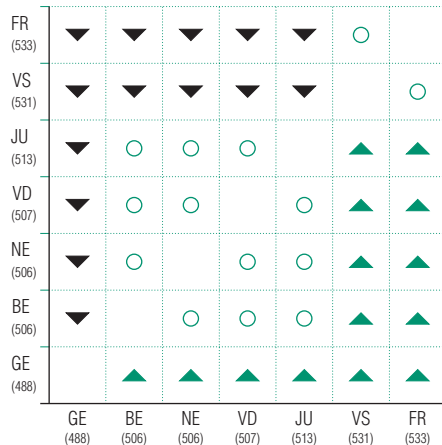 FR
(533)
VS
(531)
JU
(513)
VD
(507)
NE
(506)
BE
(506)
GE
(488)
GE BE NE VD JU VS FR
(488) (506) (506) (507) (513) (531) (533)